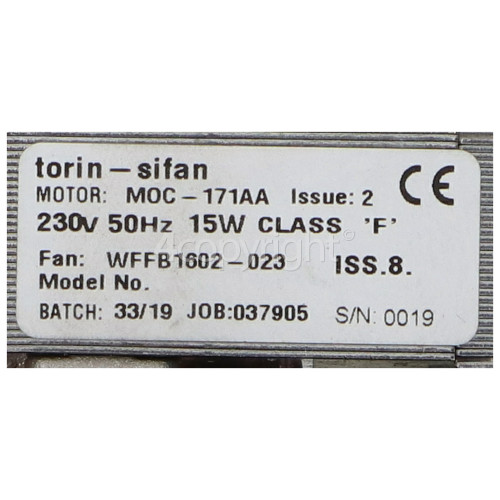 torin-sifan
MOTOR: MOC-171AA Issue: 2 CE
230V 50Hz 15W CLASS 'F'
4copyright©
Fan: WFFB1602-023 ISS.8.
Model No.
BATCH: 33/19 JOB:037905 S/N: 0019